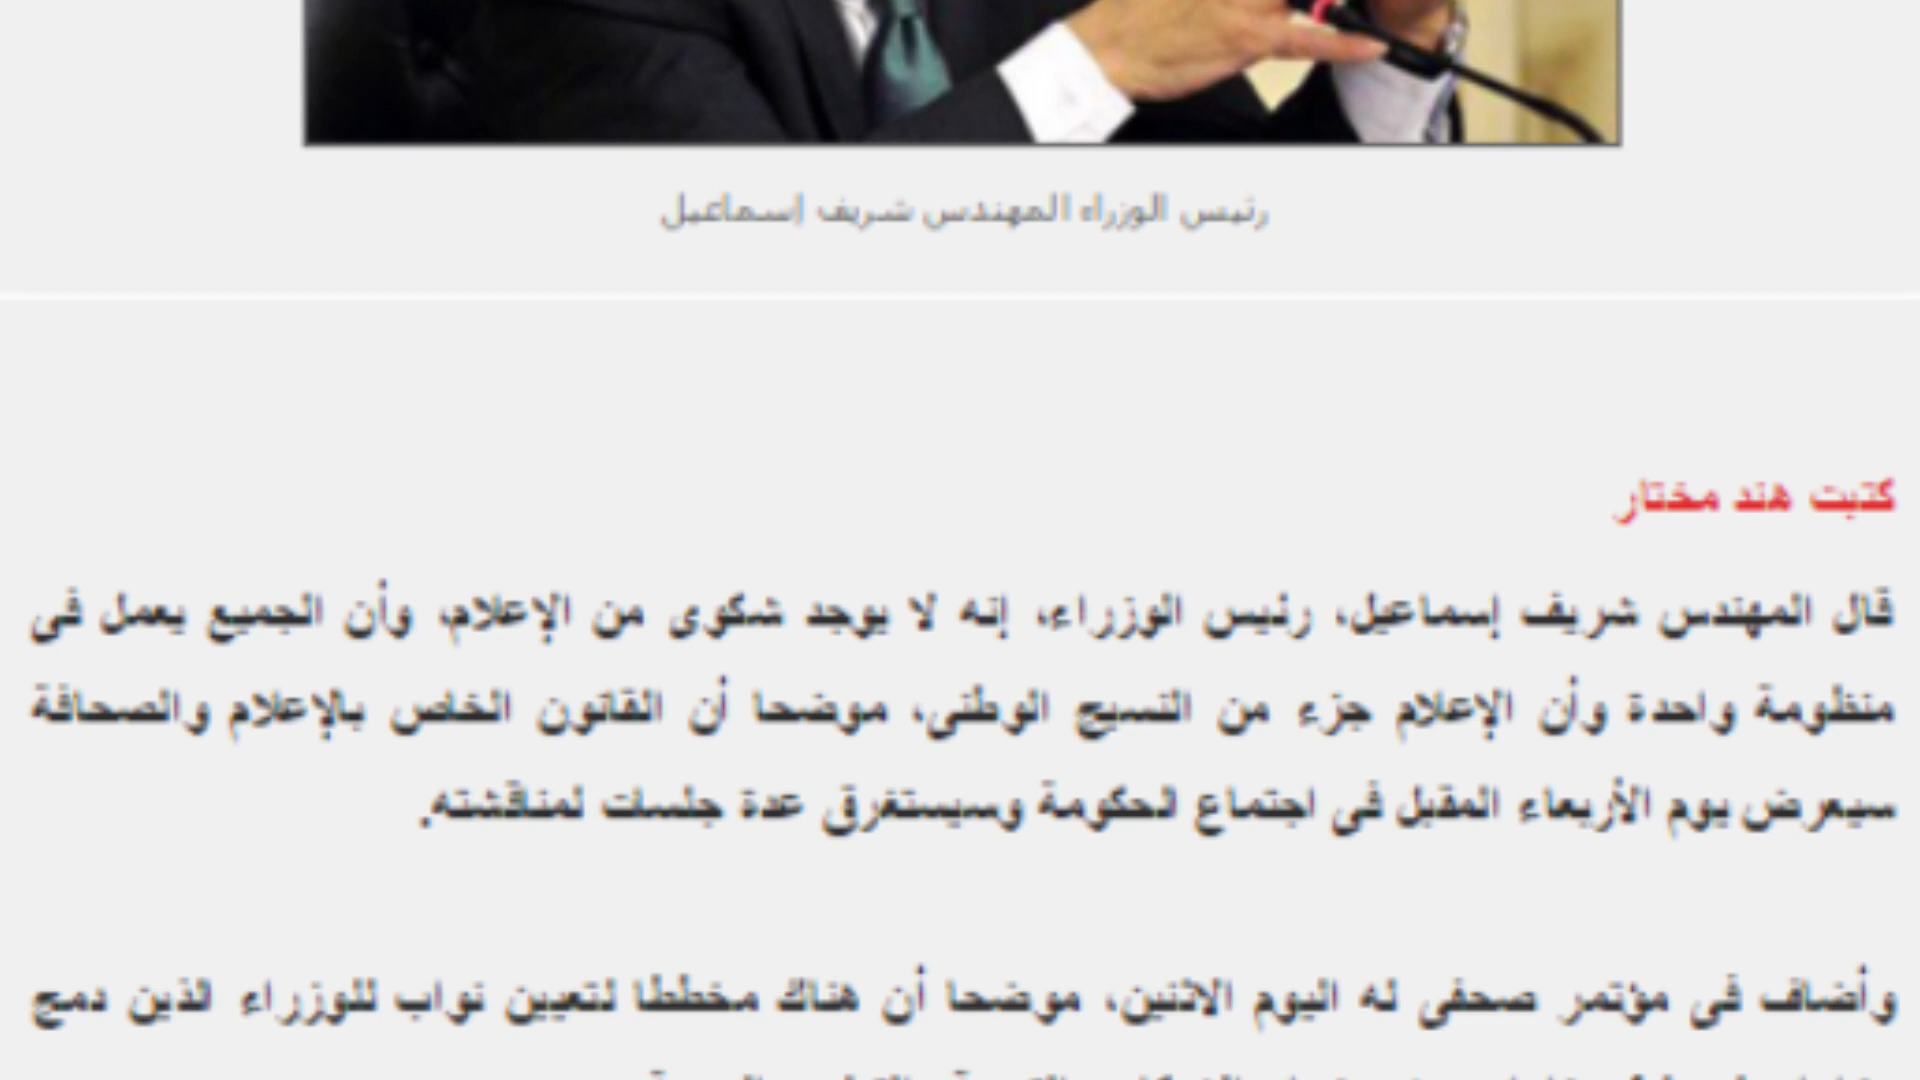 رئيس الوزراء المهندس شريف إسماعيل
كتبت هند مختار
قال المهندس شريف إسماعيل، رئيس الوزراء، إنه لا يوجد شكوى من الإعلام، وأن الجميع يعمل فى
منظومة واحدة وأن الإعلام جزء من النسيج الوطنى، موضحا أن القانون الخاص بالإعلام والصحافة
سيعرض يوم الأربعاء المقبل فى اجتماع لحكومة وسيستغرق عدة جلسات لمناقشته.
وأضاف فى مؤتمر صحفى له اليوم الاثنين، موضحا أن هناك مخططا لتعيين نواب للوزراء الذين دمج